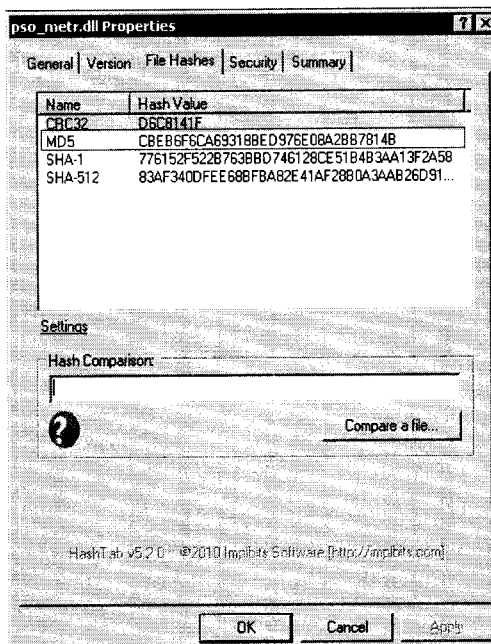 pso_metr.dll Properties
General Version File Hashes Security Summary
Name Hash Value
CRC32 D6C8141F
MD5 CBEB6F6CA69318BED976E08A2BB7814B
SHA-1 776152F522B763BBD746128CE51B4B3AA13F2A58
SHA-512 83AF340DFEE68BFBA82E41AF28B0A3AAB26D91...
Settings
Hash Comparison:
Compare a file...
HashTab v5.2.0 ©2010 Implbits Software [http://implbits.com]
OK Cancel Apply